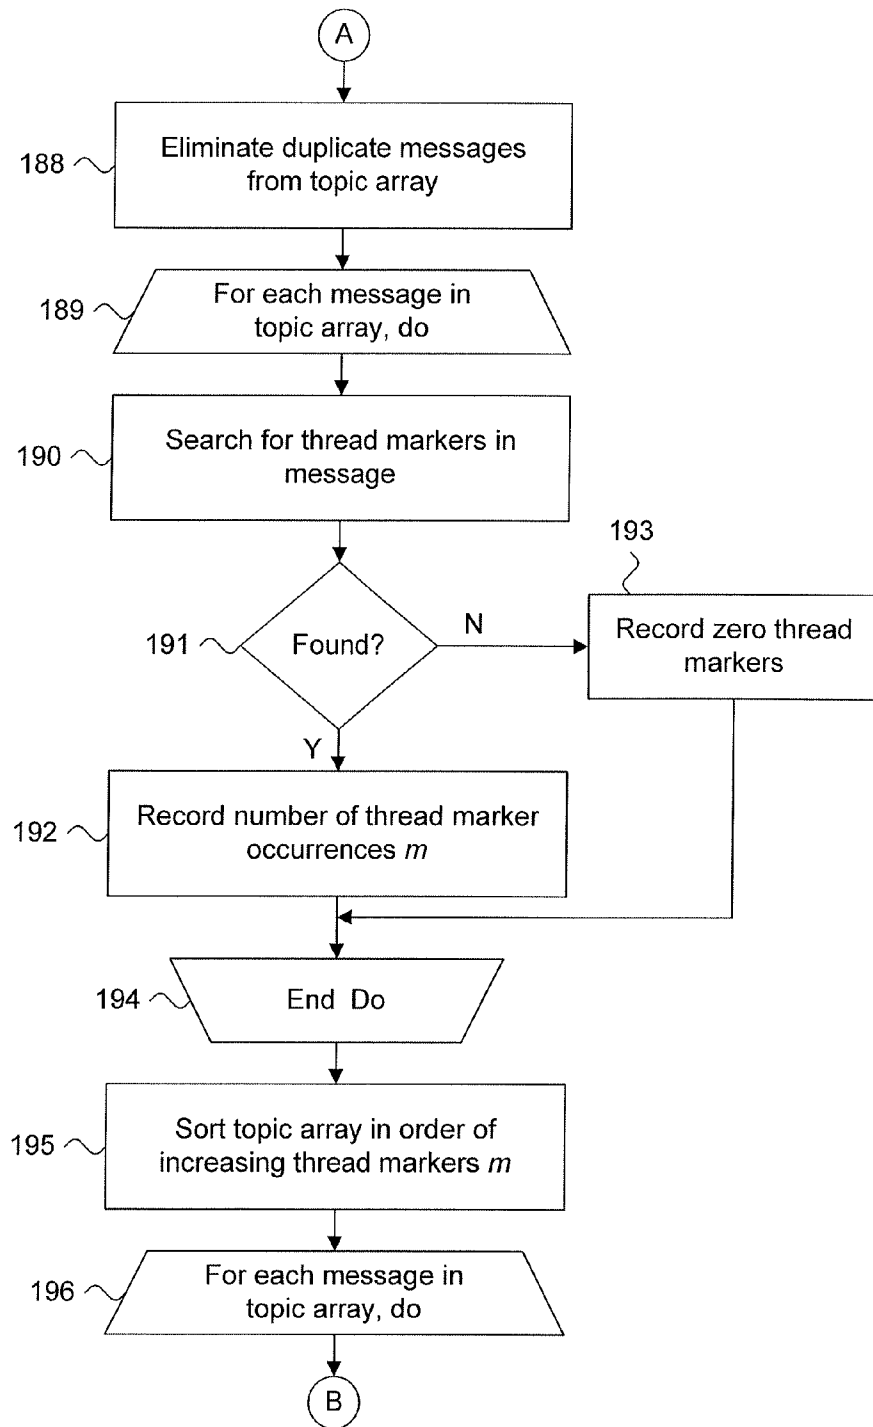 A
188
Eliminate duplicate messages
from topic array
189
For each message in
topic array, do
190
Search for thread markers in
message
193
191
Found?
N
Record zero thread
markers
Y
192
Record number of thread marker
occurrences m
194
End Do
195
Sort topic array in order of
increasing thread markers m
196
For each message in
topic array, do
B